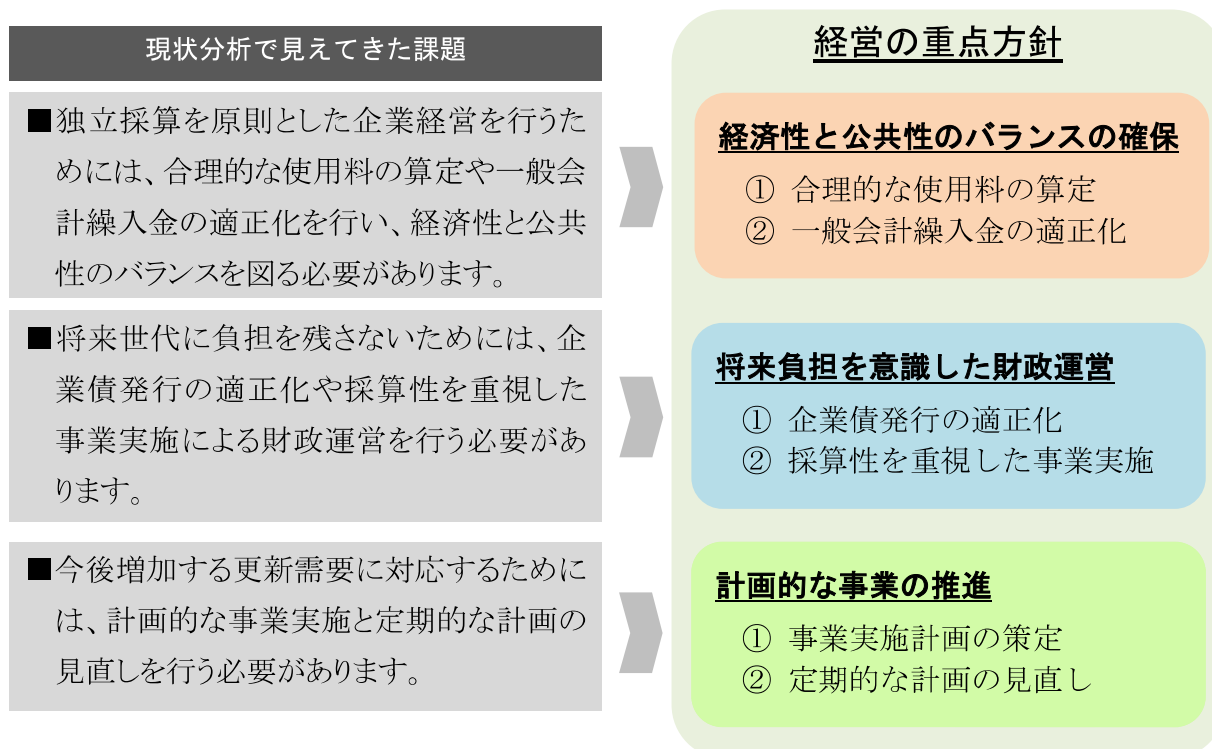 現状分析で見えてきた課題
■独立採算を原則とした企業経営を行うた
めには、合理的な使用料の算定や一般会
計繰入金の適正化を行い、経済性と公共
性のバランスを図る必要があります。
■将来世代に負担を残さないためには、企
業債発行の適正化や採算性を重視した
事業実施による財政運営を行う必要があ
ります。
■今後増加する更新需要に対応するために
は、計画的な事業実施と定期的な計画の
見直しを行う必要があります。
経営の重点方針
経済性と公共性のバランスの確保
① 合理的な使用料の算定
② 一般会計繰入金の適正化
将来負担を意識した財政運営
① 企業債発行の適正化
② 採算性を重視した事業実施
計画的な事業の推進
① 事業実施計画の策定
② 定期的な計画の見直し